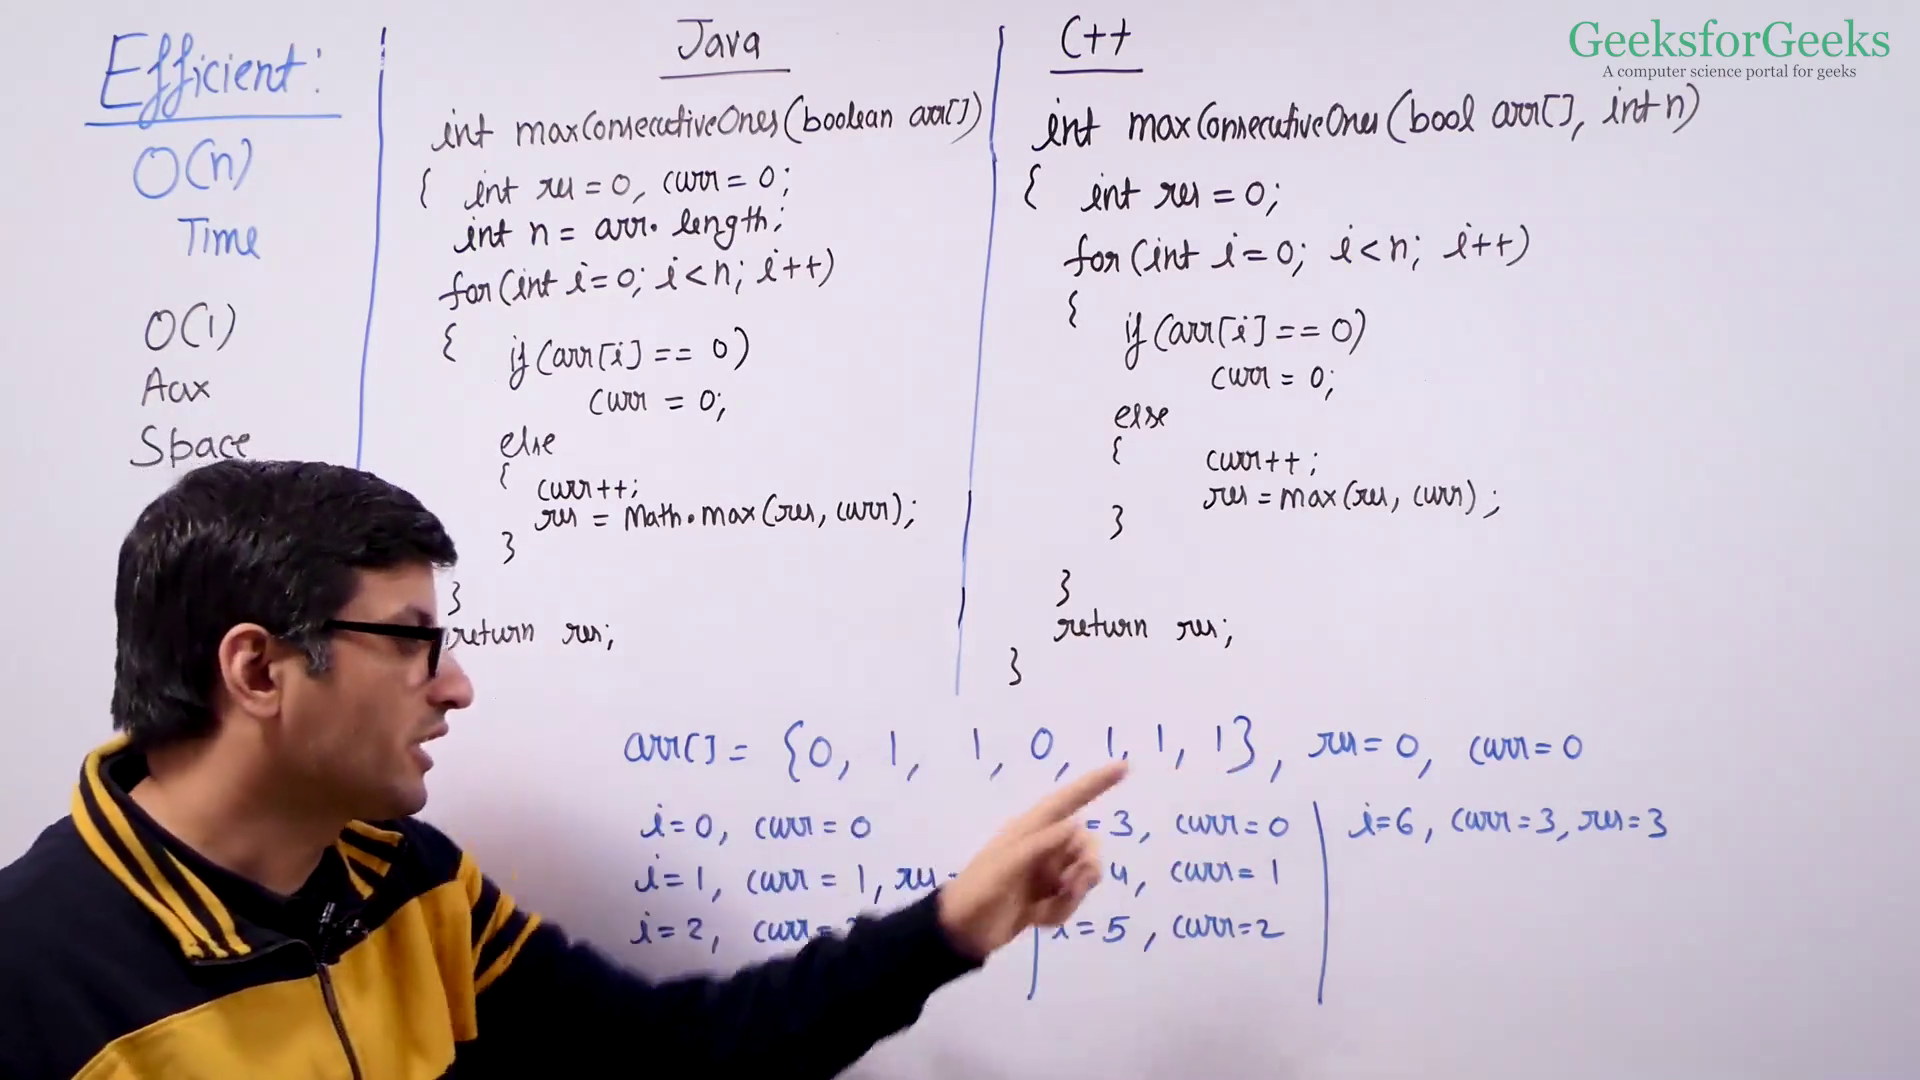 GeeksforGeeks
A computer science portal for geeks
Efficient:
O(n)
Time
O(1)
Aux
Space
Java
int maxConsecutiveOnes(boolean arr[])
{ int res = 0, curr = 0;
int n = arr.length;
for(int i=0; i<n; i++)
{ if(arr[i] == 0)
curr = 0;
else
{ curr++;
res = Math.max(res, curr);
}
}
return res;
C++
int maxConsecutiveOnes(bool arr[], int n)
{ int res = 0;
for(int i=0; i<n; i++)
{ if(arr[i] == 0)
curr = 0;
else
{ curr++;
res = max(res, curr);
}
}
return res;
}
arr[] = {0, 1, 1, 0, 1, 1, 1}, res=0, curr=0
i=0, curr=0
i=1, curr=1, res
i=2, curr=
=3, curr=0
4, curr=1
i=5, curr=2
i=6, curr=3, res=3